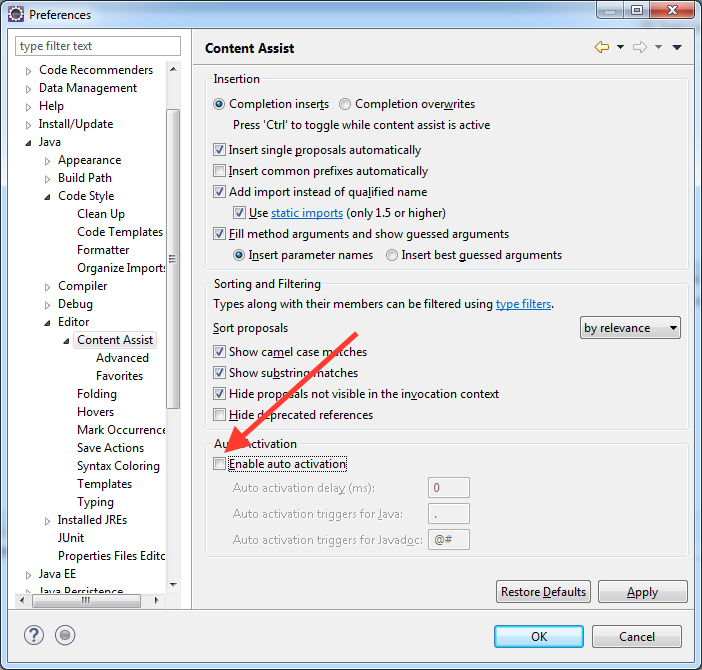 Preferences
type filter text
Code Recommenders
Data Management
Help
Install/Update
Java
Appearance
Build Path
Code Style
Clean Up
Code Templates
Formatter
Organize Imports
Compiler
Debug
Editor
Content Assist
Advanced
Favorites
Folding
Hovers
Mark Occurrence
Save Actions
Syntax Coloring
Templates
Typing
Installed JREs
JUnit
Properties Files Edito
Java EE
Java Persistence
Content Assist
Insertion
Completion inserts Completion overwrites
Press 'Ctrl' to toggle while content assist is active
Insert single proposals automatically
Insert common prefixes automatically
Add import instead of qualified name
Use static imports (only 1.5 or higher)
Fill method arguments and show guessed arguments
Insert parameter names Insert best guessed arguments
Sorting and Filtering
Types along with their members can be filtered using type filters.
Sort proposals by relevance
Show camel case matches
Show substring matches
Hide proposals not visible in the invocation context
Hide deprecated references
Auto Activation
Enable auto activation
Auto activation delay (ms): 0
Auto activation triggers for Java: .
Auto activation triggers for Javadoc: @#
Restore Defaults Apply
? OK Cancel